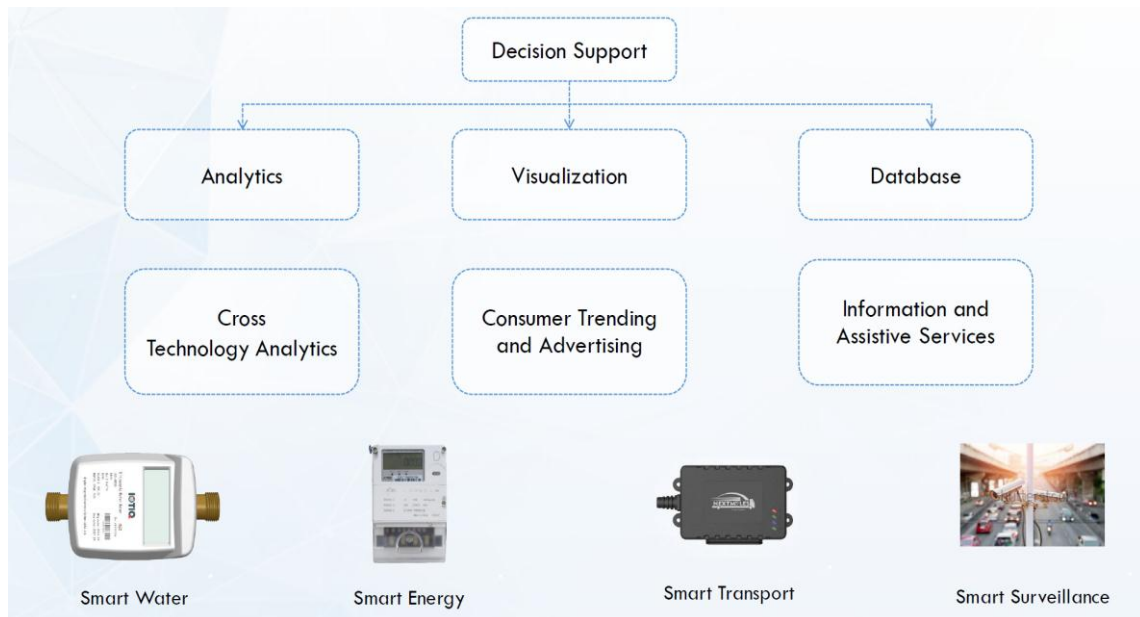 Decision Support
Analytics
Visualization
Database
Cross
Technology Analytics
Consumer Trending
and Advertising
Information and
Assistive Services
IOTIQ
Smart Water
Smart Energy
Smart Transport
Smart Surveillance